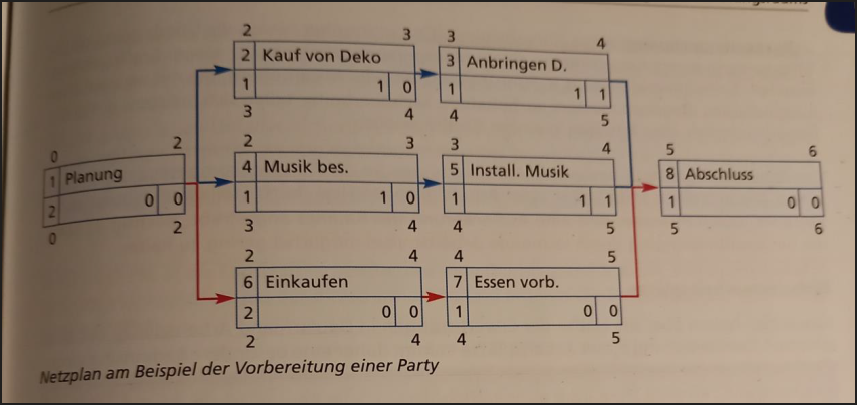 2 3 3 4
2 Kauf von Deko 3 Anbringen D.
1 1 0 1 1 1
3 4 4 5
0 2 2 3 3 4 5 6
1 Planung 4 Musik bes. 5 Install. Musik 8 Abschluss
2 0 0 1 1 0 1 1 1 1 0 0
0 2 3 4 4 5 5 6
2 4 4 5
6 Einkaufen 7 Essen vorb.
2 0 0 1 0 0
2 4 4 5
Netzplan am Beispiel der Vorbereitung einer Party